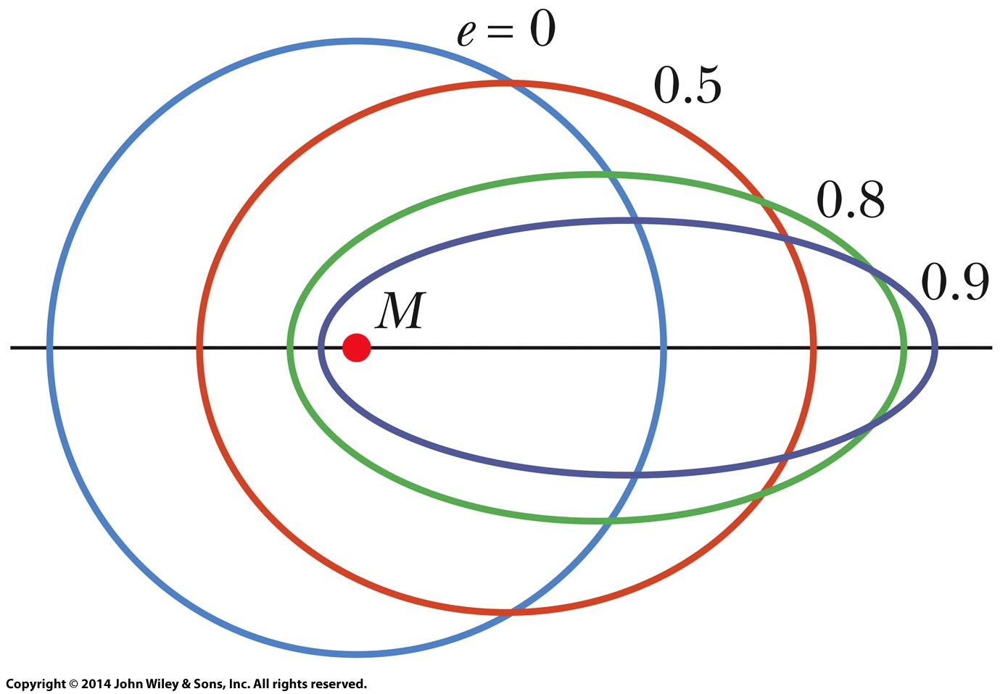 e = 0
0.5
0.8
0.9
M
Copyright © 2014 John Wiley & Sons, Inc. All rights reserved.